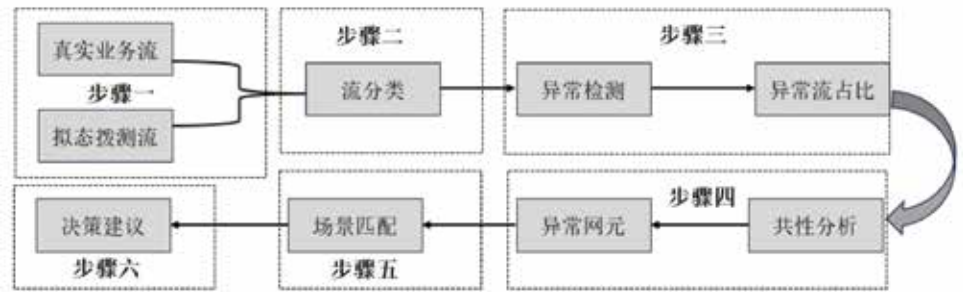 真实业务流
步骤一
拟态拨测流
步骤二
流分类
步骤三
异常检测
异常流占比
步骤四
共性分析
异常网元
场景匹配
步骤五
决策建议
步骤六